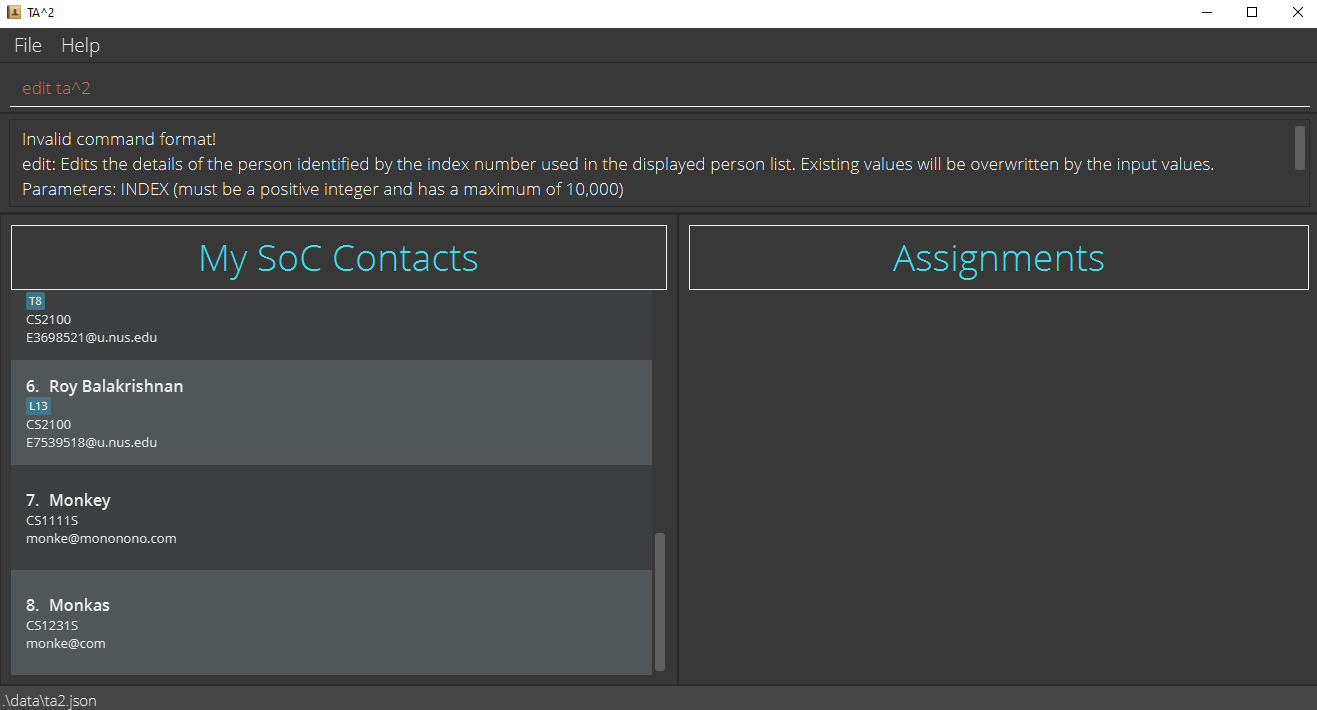 TA^2
File Help
edit ta^2
Invalid command format!
edit: Edits the details of the person identified by the index number used in the displayed person list. Existing values will be overwritten by the input values.
Parameters: INDEX (must be a positive integer and has a maximum of 10,000)
My SoC Contacts
T8
CS2100
E3698521@u.nus.edu
6. Roy Balakrishnan
L13
CS2100
E7539518@u.nus.edu
7. Monkey
CS1111S
monke@mononono.com
8. Monkas
CS1231S
monke@com
Assignments
.\data\ta2.json